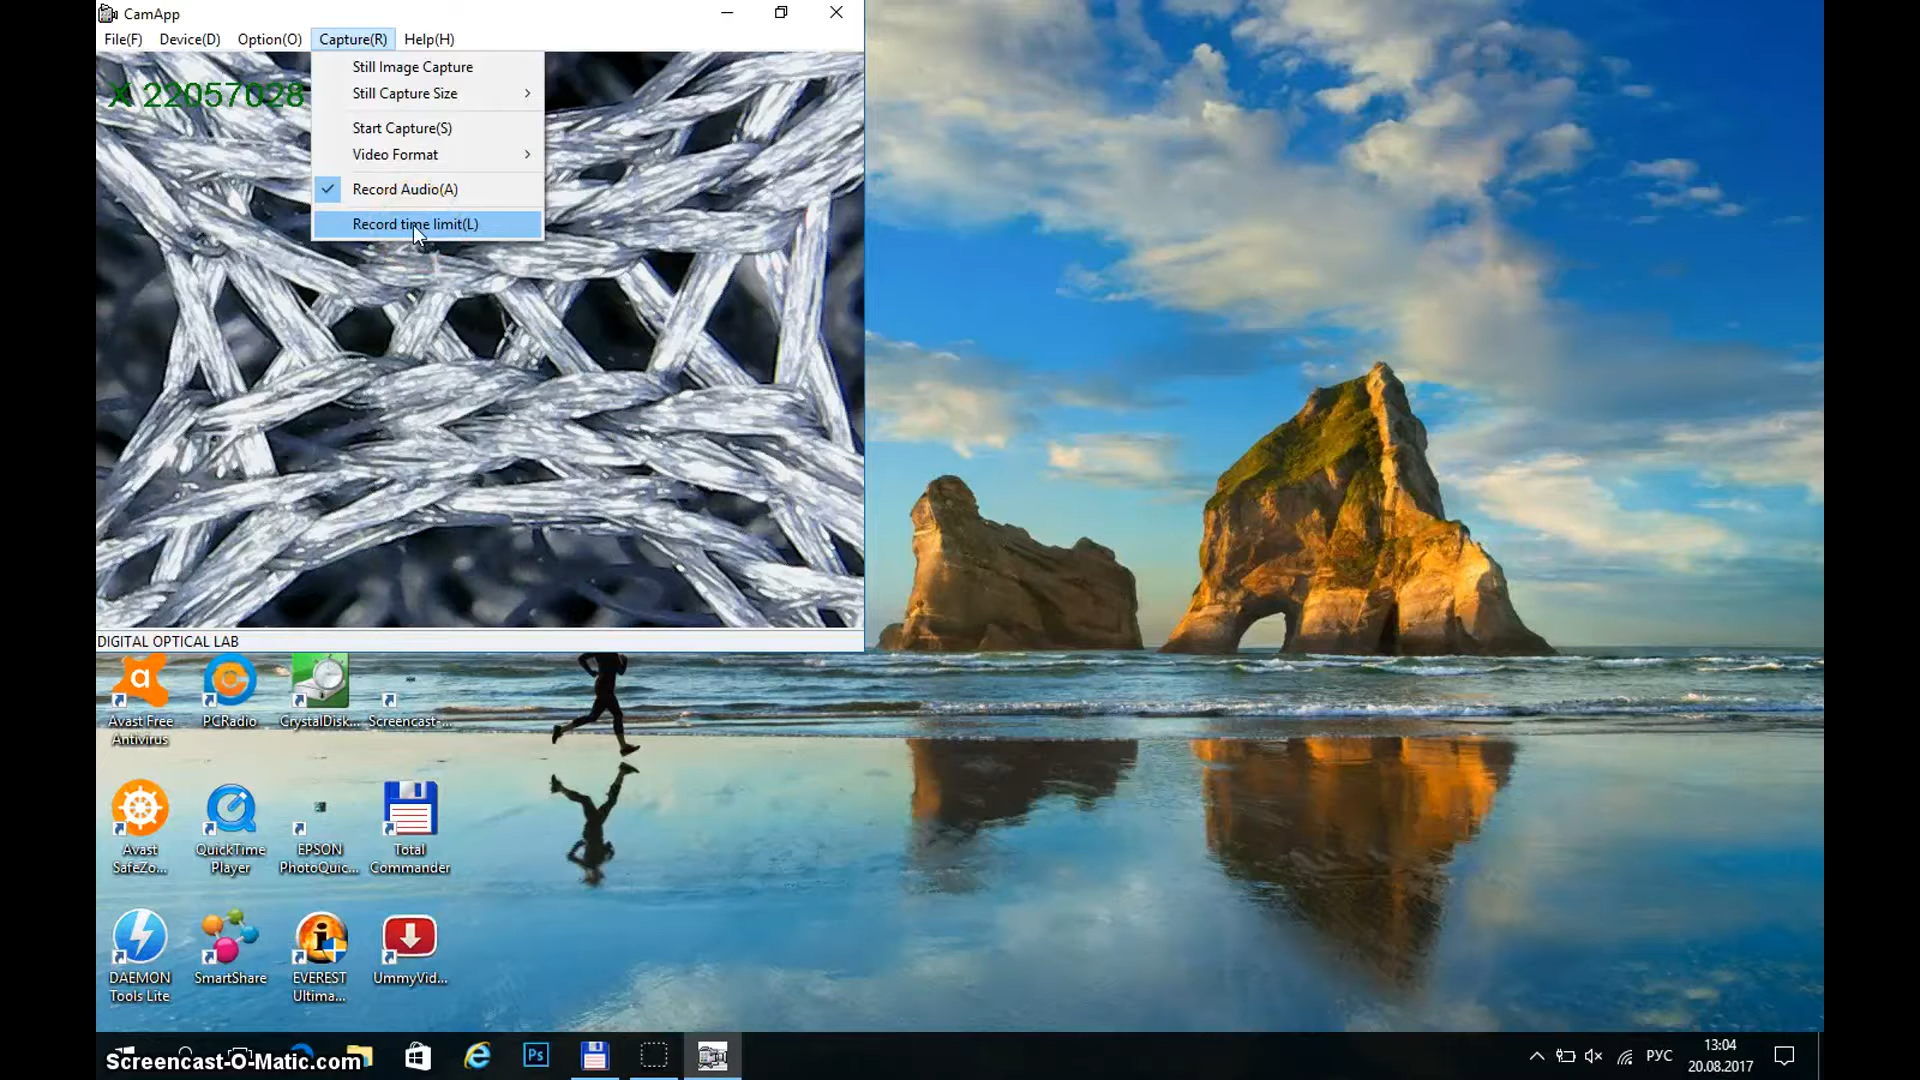 CamApp
File(F) Device(D) Option(O) Capture(R) Help(H)
Still Image Capture
Still Capture Size
Start Capture(S)
Video Format
Record Audio(A)
Record time limit(L)
X 22057028
DIGITAL OPTICAL LAB
Avast Free Antivirus
PCRadio
CrystalDisk...
Screencast-...
Avast SafeZo...
QuickTime Player
EPSON PhotoQuic...
Total Commander
DAEMON Tools Lite
SmartShare
EVEREST Ultima...
UmmyVid...
Screencast-O-Matic.com
Ps
РУС
13:04
20.08.2017